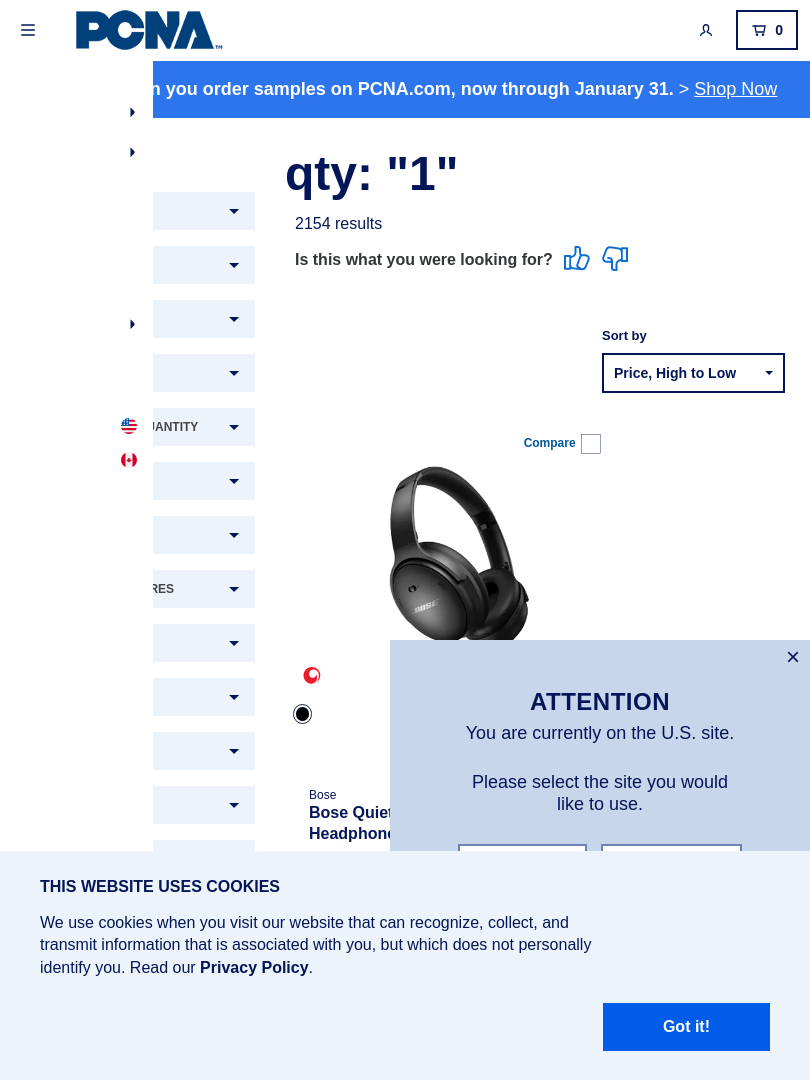 PCNA™
0
you order samples on PCNA.com, now through January 31. > Shop Now
qty: "1"
2154 results
Is this what you were looking for?
Sort by
Price, High to Low
Compare
BOSE
Bose
Bose Quiet
ATTENTION
You are currently on the U.S. site.
Please select the site you would
like to use.
THIS WEBSITE USES COOKIES
We use cookies when you visit our website that can recognize, collect, and
transmit information that is associated with you, but which does not personally
identify you. Read our Privacy Policy.
Got it!